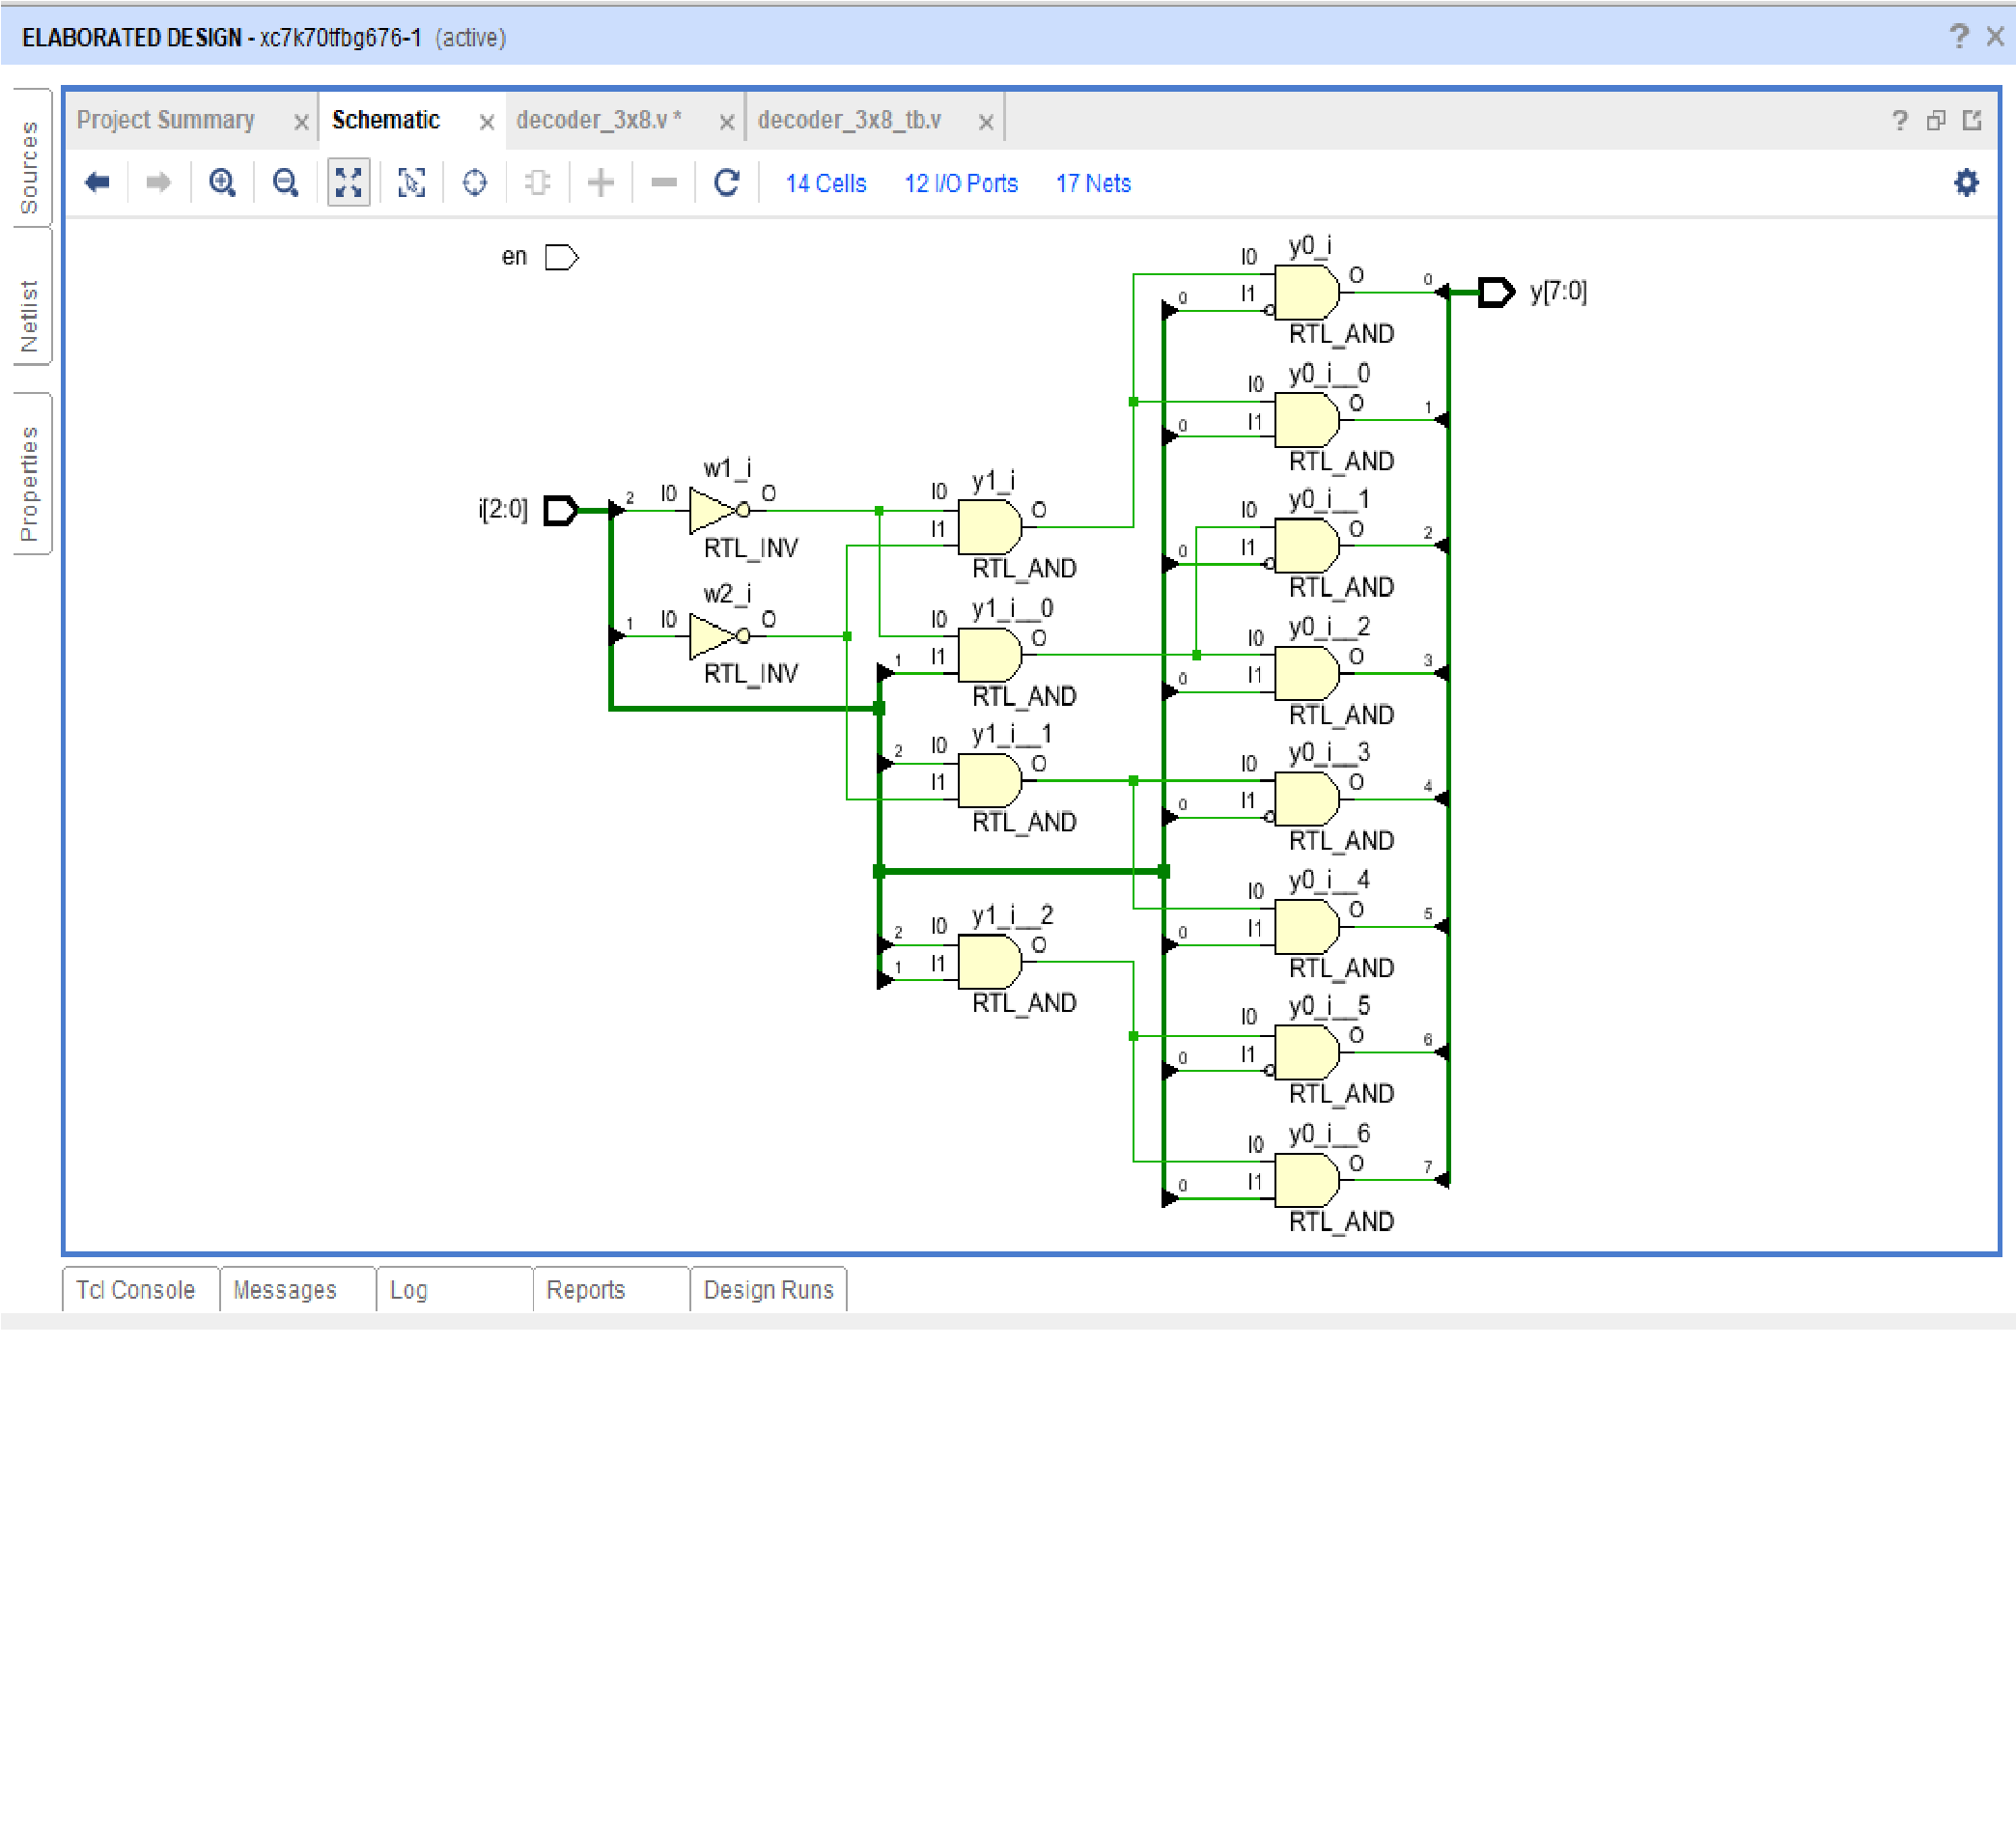 ELABORATED DESIGN - xc7k70tfbg676-1 (active)
Sources
Netlist
Properties
Project Summary
Schematic
decoder_3x8.v *
decoder_3x8_tb.v
14 Cells 12 I/O Ports 17 Nets
en
i[2:0]
2 I0 w1_i O
RTL_INV
1 I0 w2_i O
RTL_INV
y1_i
I0 O
I1
RTL_AND
y1_i__0
I0 O
1 I1
RTL_AND
y1_i__1
2 I0 O
I1
RTL_AND
y1_i__2
2 I0 O
1 I1
RTL_AND
y0_i
I0 O 0
0 I1
RTL_AND
y[7:0]
y0_i__0
I0 O 1
0 I1
RTL_AND
y0_i__1
I0 O 2
0 I1
RTL_AND
y0_i__2
I0 O 3
0 I1
RTL_AND
y0_i__3
I0 O 4
0 I1
RTL_AND
y0_i__4
I0 O 5
0 I1
RTL_AND
y0_i__5
I0 O 6
0 I1
RTL_AND
y0_i__6
I0 O 7
0 I1
RTL_AND
Tcl Console Messages Log Reports Design Runs